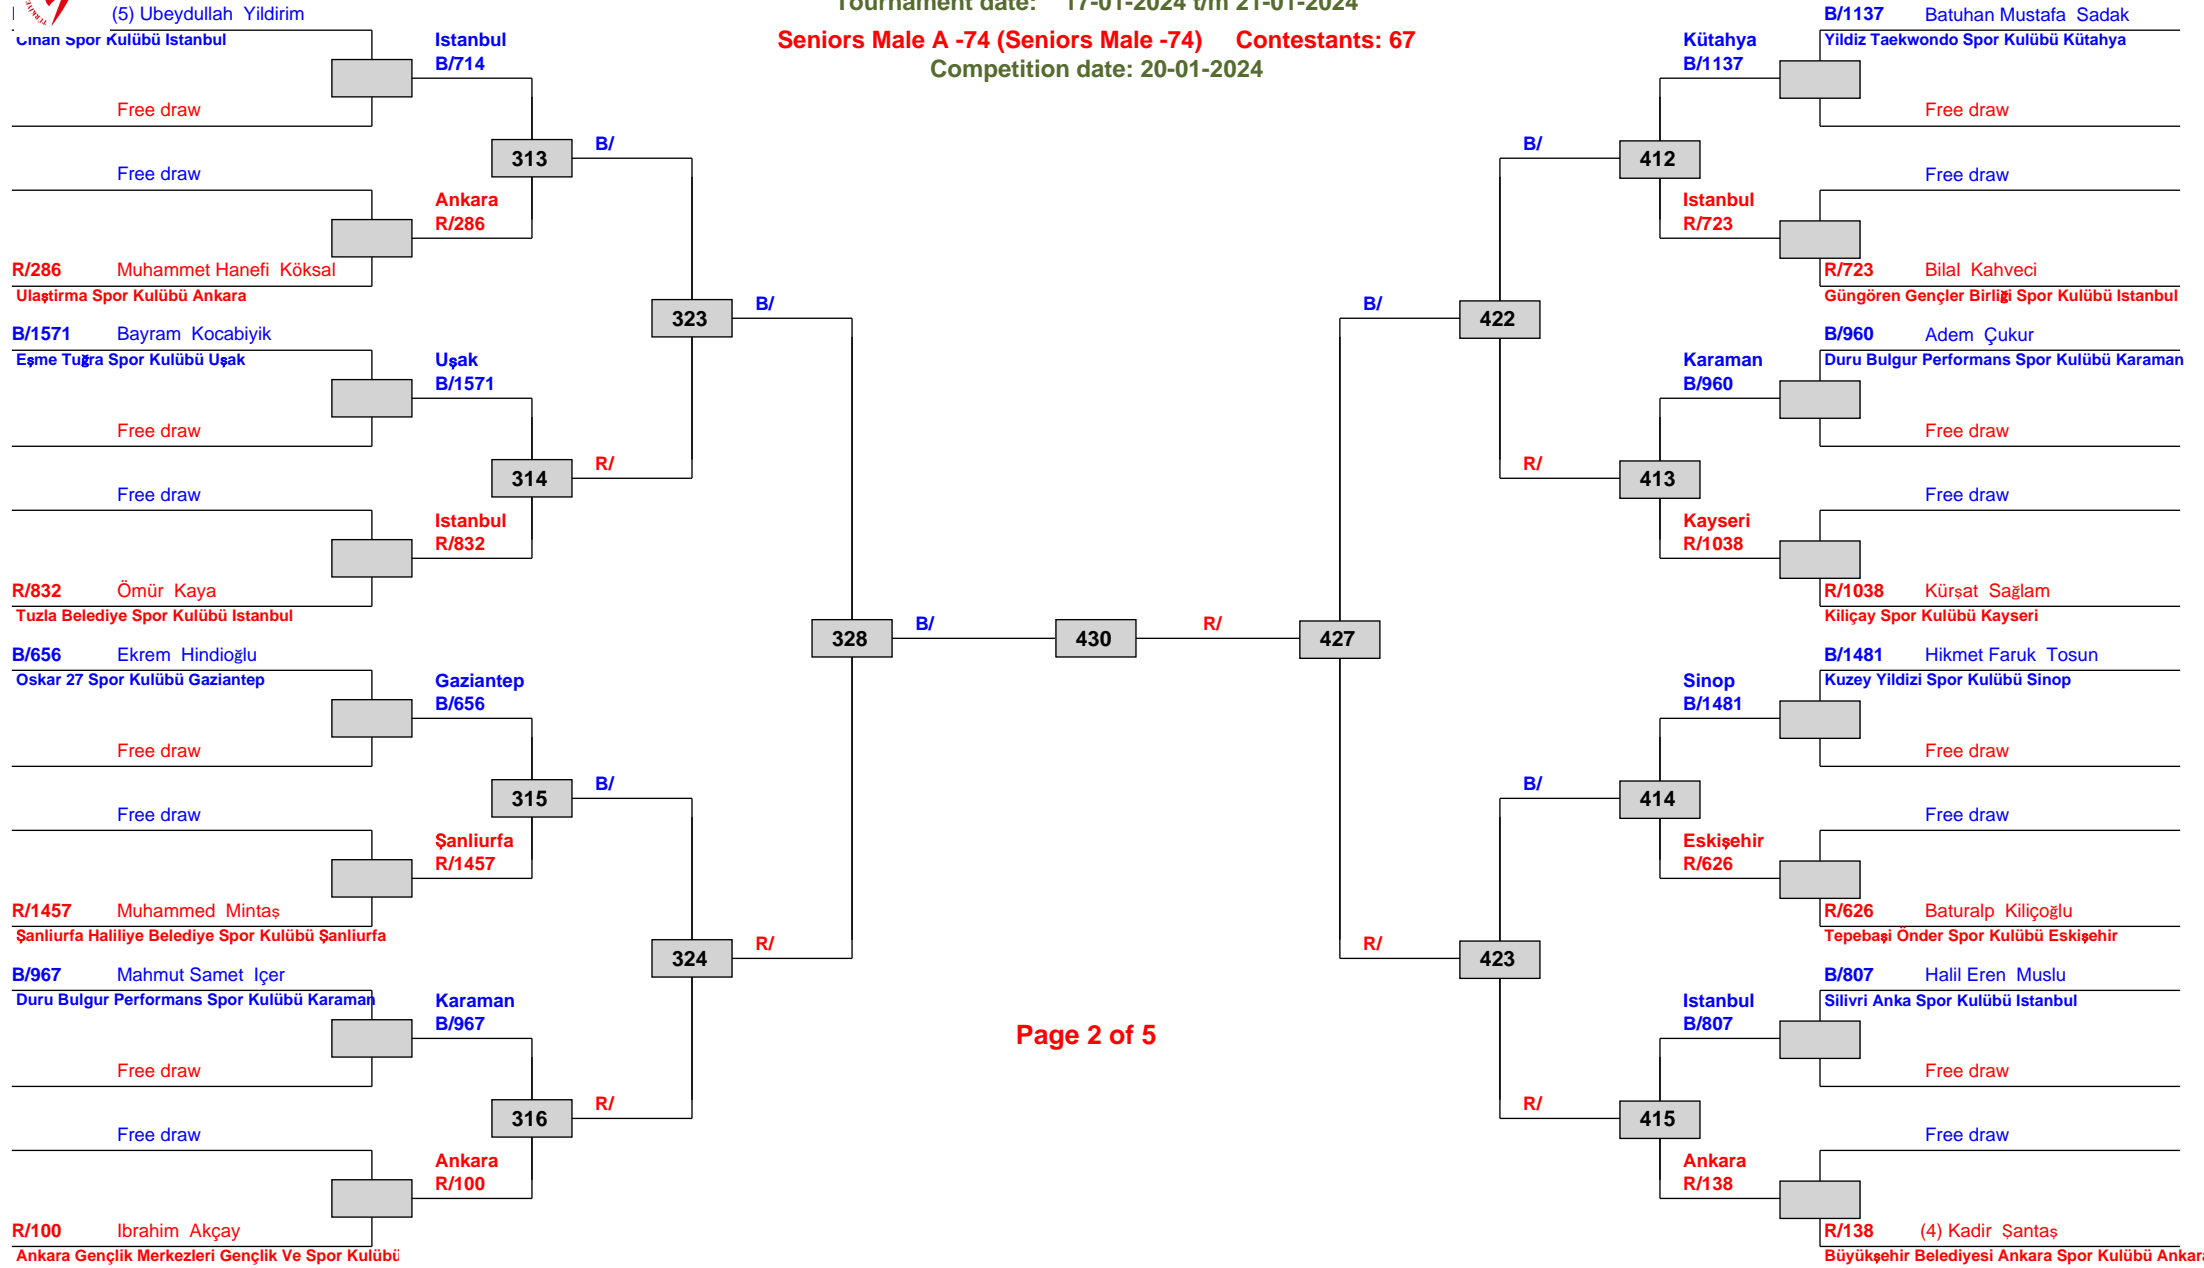 Tournament date: 17-01-2024 t/m 21-01-2024
Seniors Male A -74 (Seniors Male -74) Contestants: 67
Competition date: 20-01-2024
(5) Ubeydullah Yildirim
Cihan Spor Kulübü Istanbul
Free draw
Istanbul
B/714
Free draw
R/286 Muhammet Hanefi Köksal
Ulaştirma Spor Kulübü Ankara
Ankara
R/286
313
B/
B/1571 Bayram Kocabiyik
Eşme Tuğra Spor Kulübü Uşak
Free draw
Uşak
B/1571
Free draw
R/832 Ömür Kaya
Tuzla Belediye Spor Kulübü Istanbul
Istanbul
R/832
314
R/
323
B/
B/656 Ekrem Hindioğlu
Oskar 27 Spor Kulübü Gaziantep
Free draw
Gaziantep
B/656
Free draw
R/1457 Muhammed Mintaş
Şanliurfa Haliliye Belediye Spor Kulübü Şanliurfa
Şanliurfa
R/1457
315
B/
B/967 Mahmut Samet Içer
Duru Bulgur Performans Spor Kulübü Karaman
Free draw
Karaman
B/967
Free draw
R/100 Ibrahim Akçay
Ankara Gençlik Merkezleri Gençlik Ve Spor Kulübü
Ankara
R/100
316
R/
324
R/
328
B/
430
R/
427
B/1137 Batuhan Mustafa Sadak
Yildiz Taekwondo Spor Kulübü Kütahya
Free draw
Kütahya
B/1137
Free draw
R/723 Bilal Kahveci
Güngören Gençler Birliği Spor Kulübü Istanbul
Istanbul
R/723
412
B/
B/960 Adem Çukur
Duru Bulgur Performans Spor Kulübü Karaman
Free draw
Karaman
B/960
Free draw
R/1038 Kürşat Sağlam
Kiliçay Spor Kulübü Kayseri
Kayseri
R/1038
413
R/
422
B/
B/1481 Hikmet Faruk Tosun
Kuzey Yildizi Spor Kulübü Sinop
Free draw
Sinop
B/1481
Free draw
R/626 Baturalp Kiliçoğlu
Tepebaşi Önder Spor Kulübü Eskişehir
Eskişehir
R/626
414
B/
B/807 Halil Eren Muslu
Silivri Anka Spor Kulübü Istanbul
Free draw
Istanbul
B/807
Free draw
R/138 (4) Kadir Şantaş
Büyükşehir Belediyesi Ankara Spor Kulübü Ankara
Ankara
R/138
415
R/
423
R/
Page 2 of 5